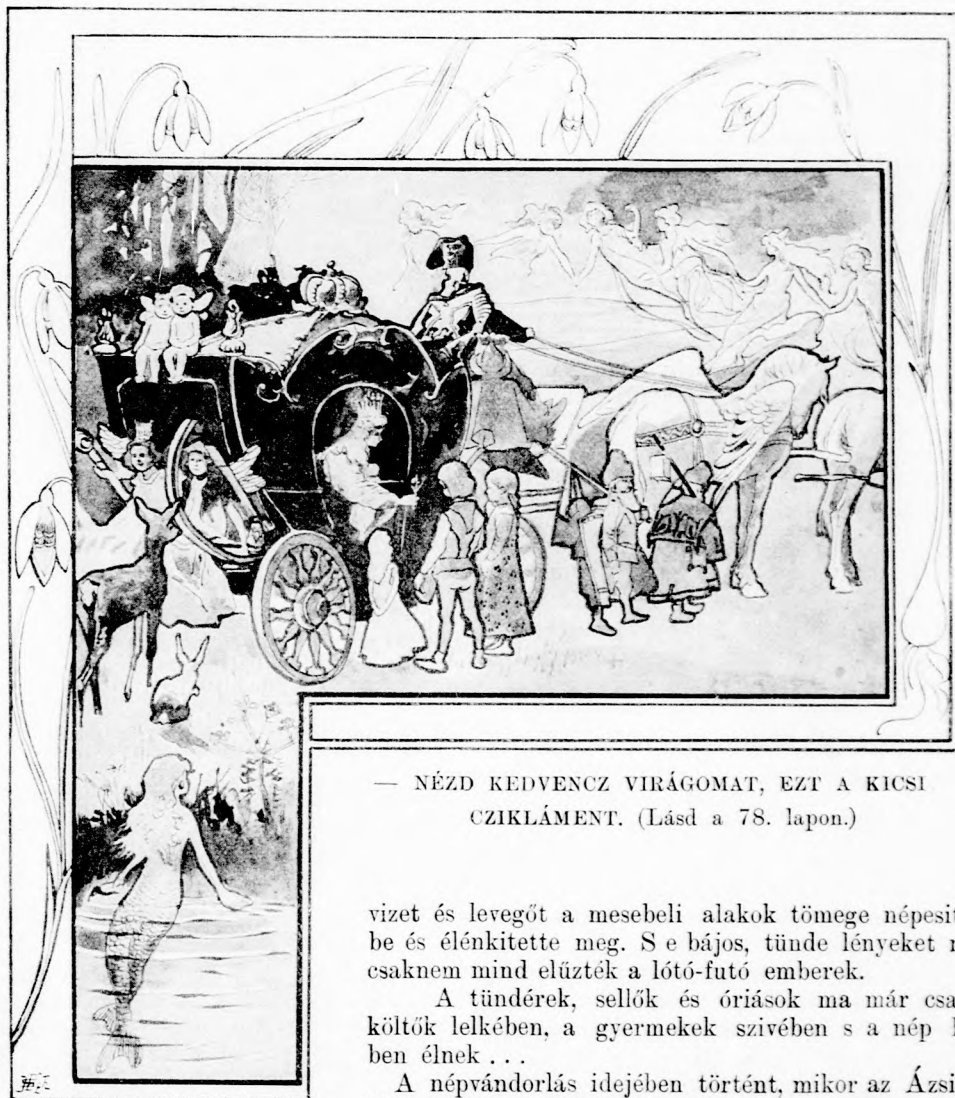 — NÉZD KEDVENCZ VIRÁGOMAT, EZT A KICSI
CZIKLÁMENT. (Lásd a 78. lapon.)
vizet és levegőt a mesebeli alakok tömege népesit
be és élénkitette meg. S e bájos, tünde lényeket
csaknem mind elűzték a lótó-futó emberek.
A tündérek, sellők és óriások ma már
költők lelkében, a gyermekek szivében s a nép
ben élnek . . .
A népvándorlás idejében történt, mikor az